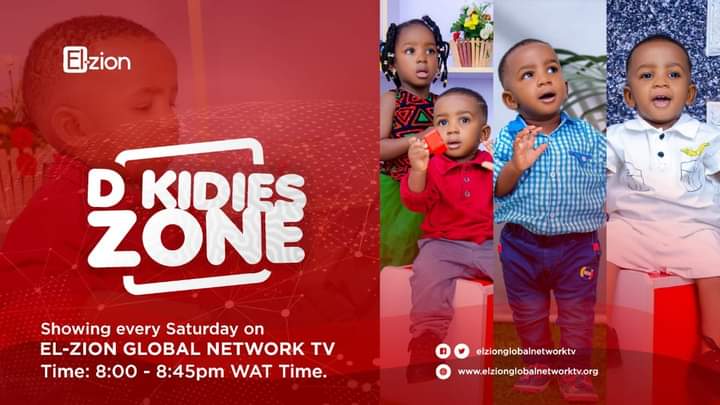 El-zion
D KIDIES
ZONE
Showing every Saturday on
EL-ZION GLOBAL NETWORK TV
Time: 8:00 - 8:45pm WAT Time.
elzionglobalnetworktv
www.elzionglobalnetworktv.org